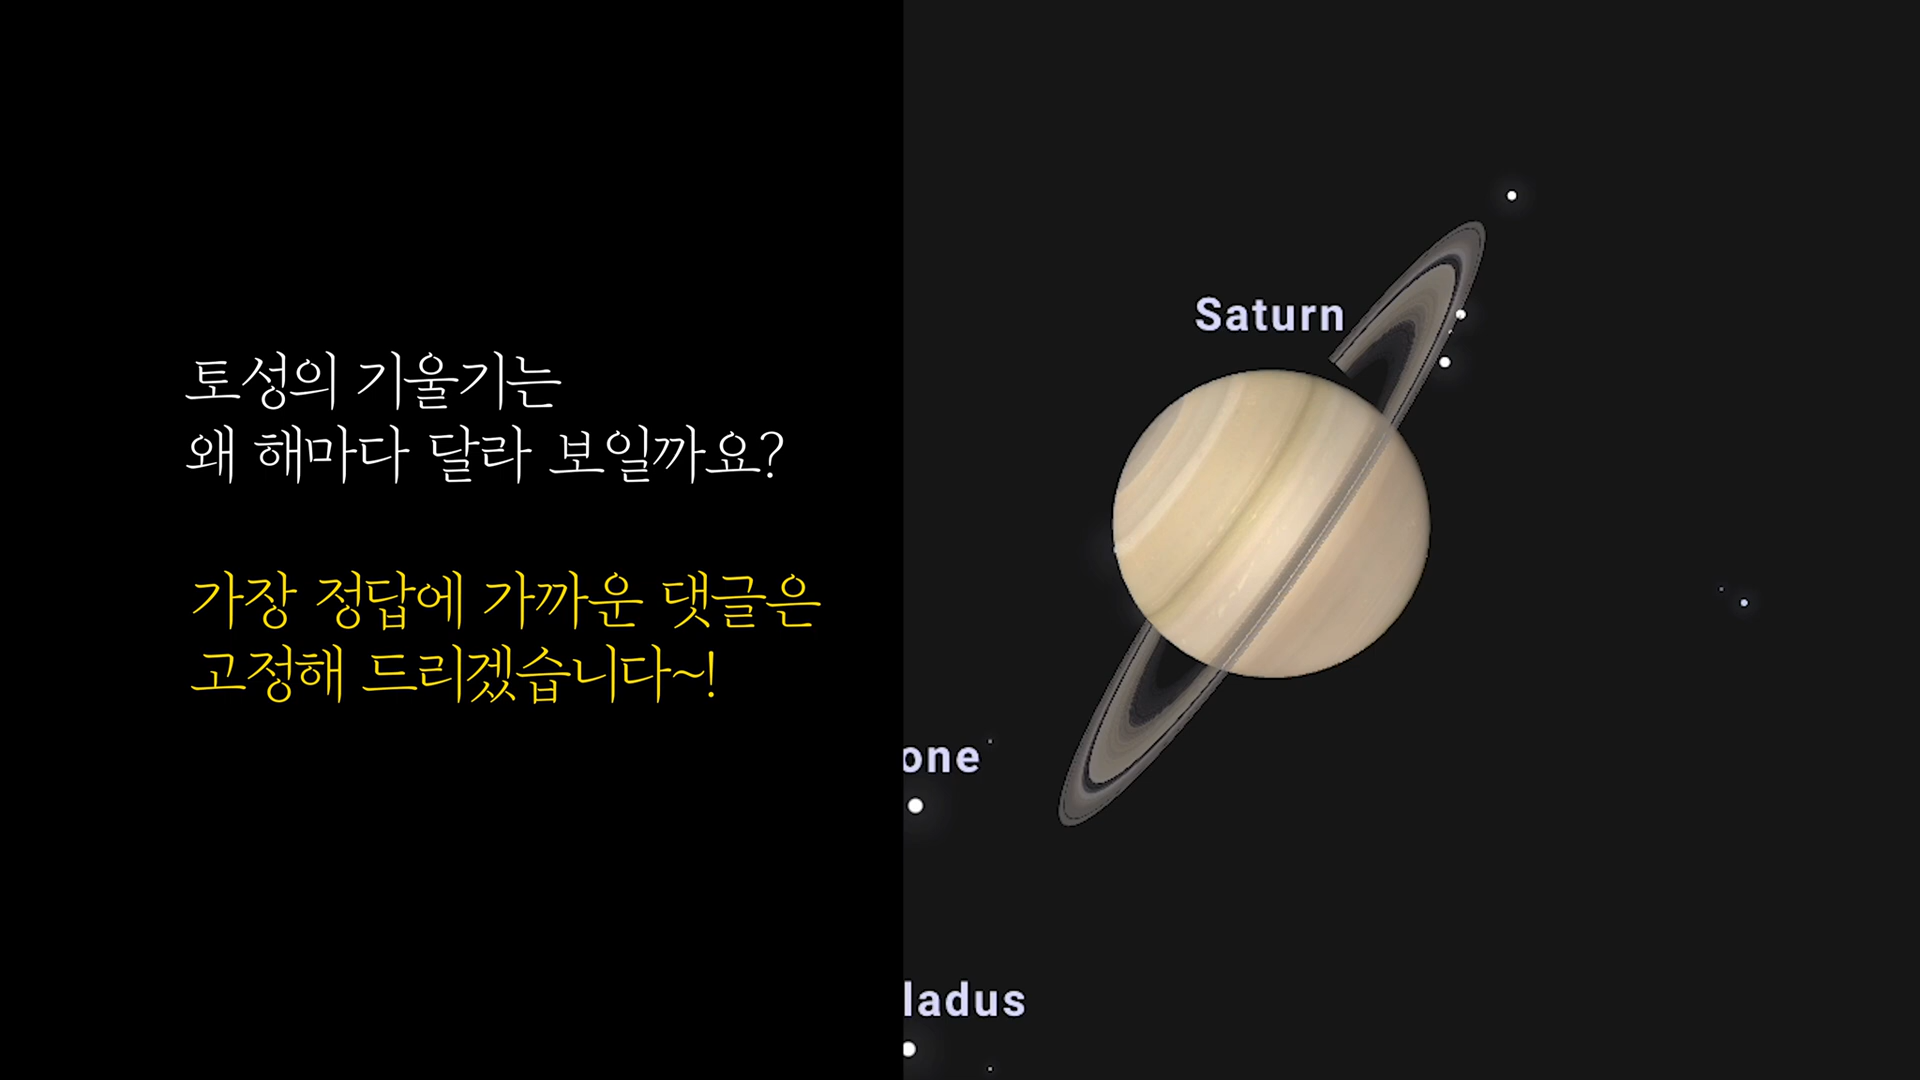 토성의 기울기는
왜 해마다 달라 보일까요?
가장 정답에 가까운 댓글은
고정해 드리겠습니다~!
Saturn
one
ladus